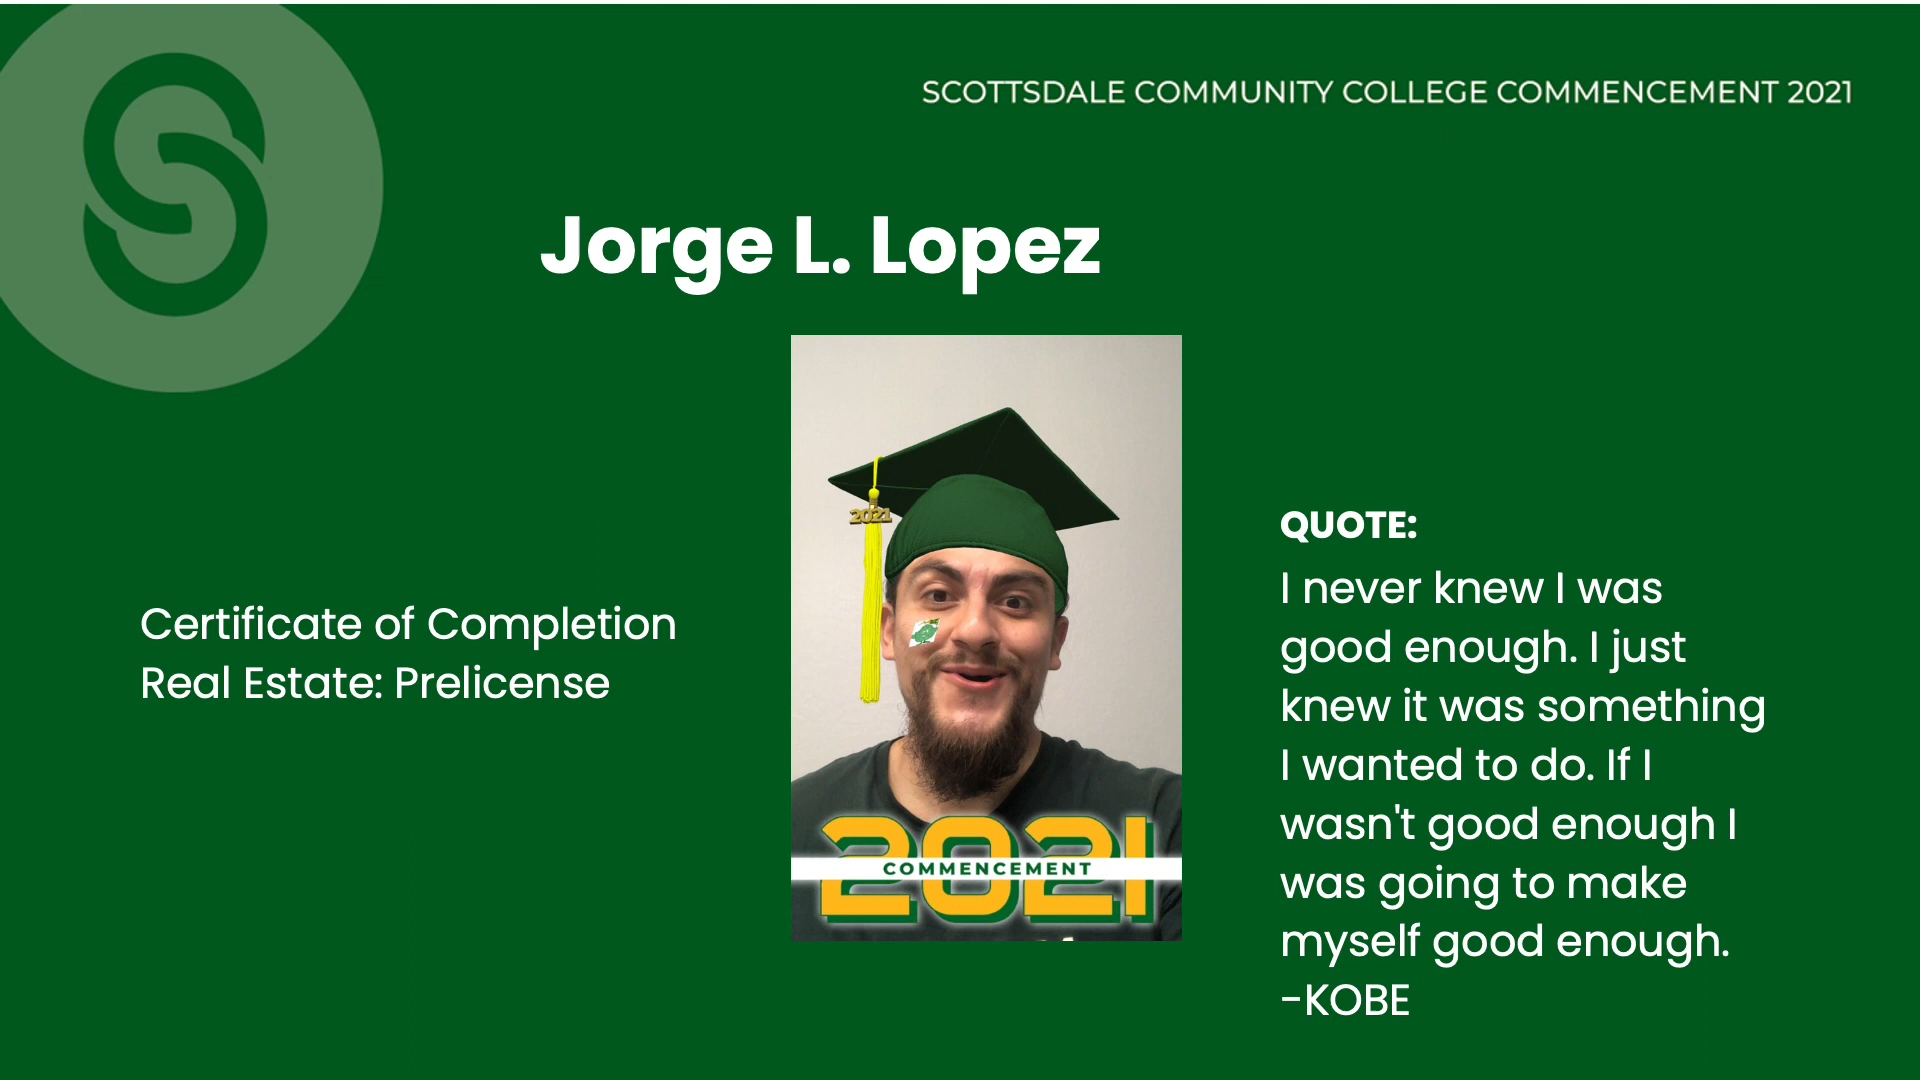 SCOTTSDALE COMMUNITY COLLEGE COMMENCEMENT 2021
Jorge L. Lopez
Certificate of Completion
Real Estate: Prelicense
2021
2021
COMMENCEMENT
QUOTE:
I never knew I was
good enough. I just
knew it was something
I wanted to do. If I
wasn't good enough I
was going to make
myself good enough.
-KOBE